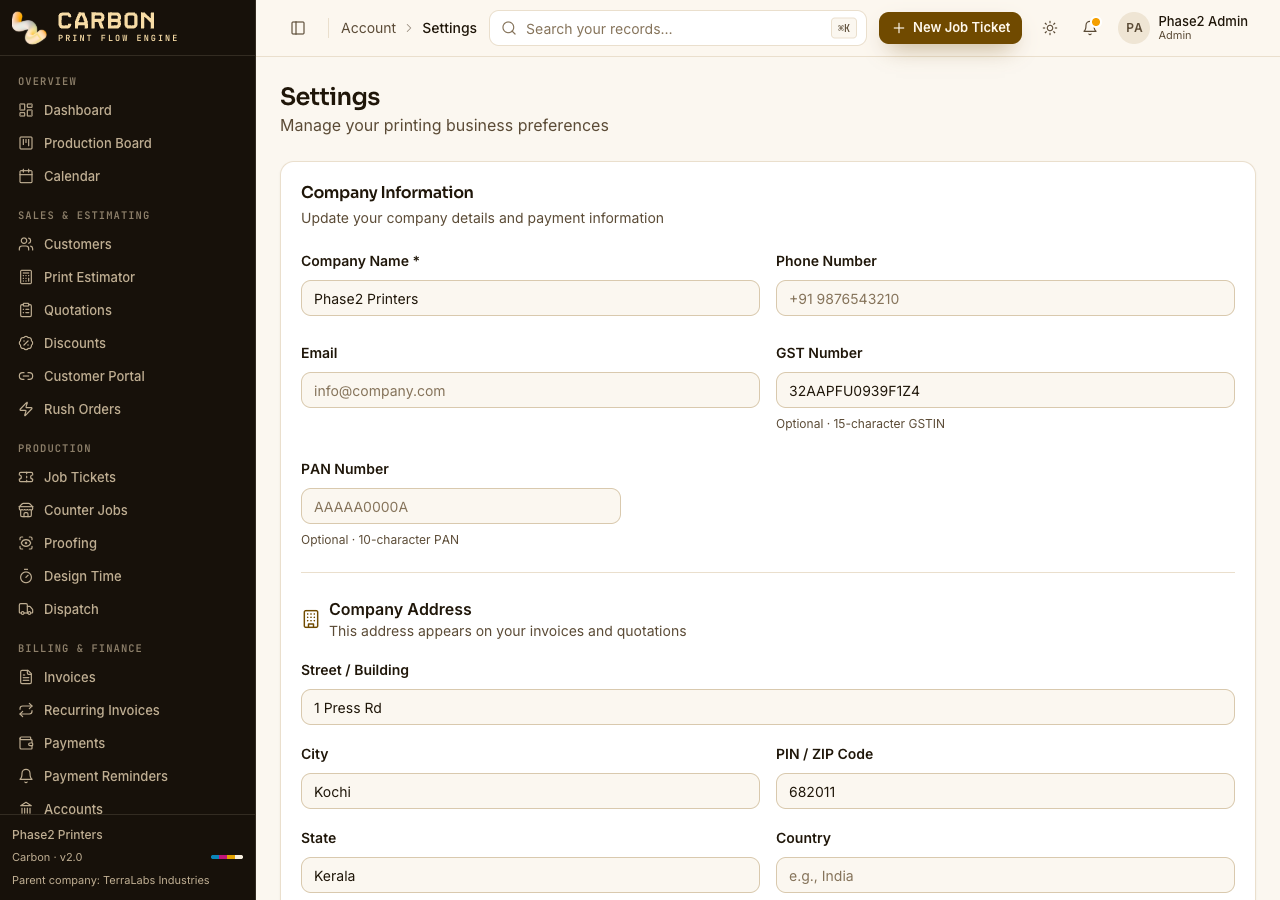 CARBON
PRINT FLOW ENGINE
OVERVIEW
Dashboard
Production Board
Calendar
SALES & ESTIMATING
Customers
Print Estimator
Quotations
Discounts
Customer Portal
Rush Orders
PRODUCTION
Job Tickets
Counter Jobs
Proofing
Design Time
Dispatch
BILLING & FINANCE
Invoices
Recurring Invoices
Payments
Payment Reminders
Accounts
Phase2 Printers
Carbon · v2.0
Parent company: TerraLabs Industries
Account > Settings
Search your records...
⌘K
+ New Job Ticket
PA
Phase2 Admin
Admin
Settings
Manage your printing business preferences
Company Information
Update your company details and payment information
Company Name *
Phase2 Printers
Phone Number
+91 9876543210
Email
info@company.com
GST Number
32AAPFU0939F1Z4
Optional · 15-character GSTIN
PAN Number
AAAAA0000A
Optional · 10-character PAN
Company Address
This address appears on your invoices and quotations
Street / Building
1 Press Rd
City
Kochi
PIN / ZIP Code
682011
State
Kerala
Country
e.g., India